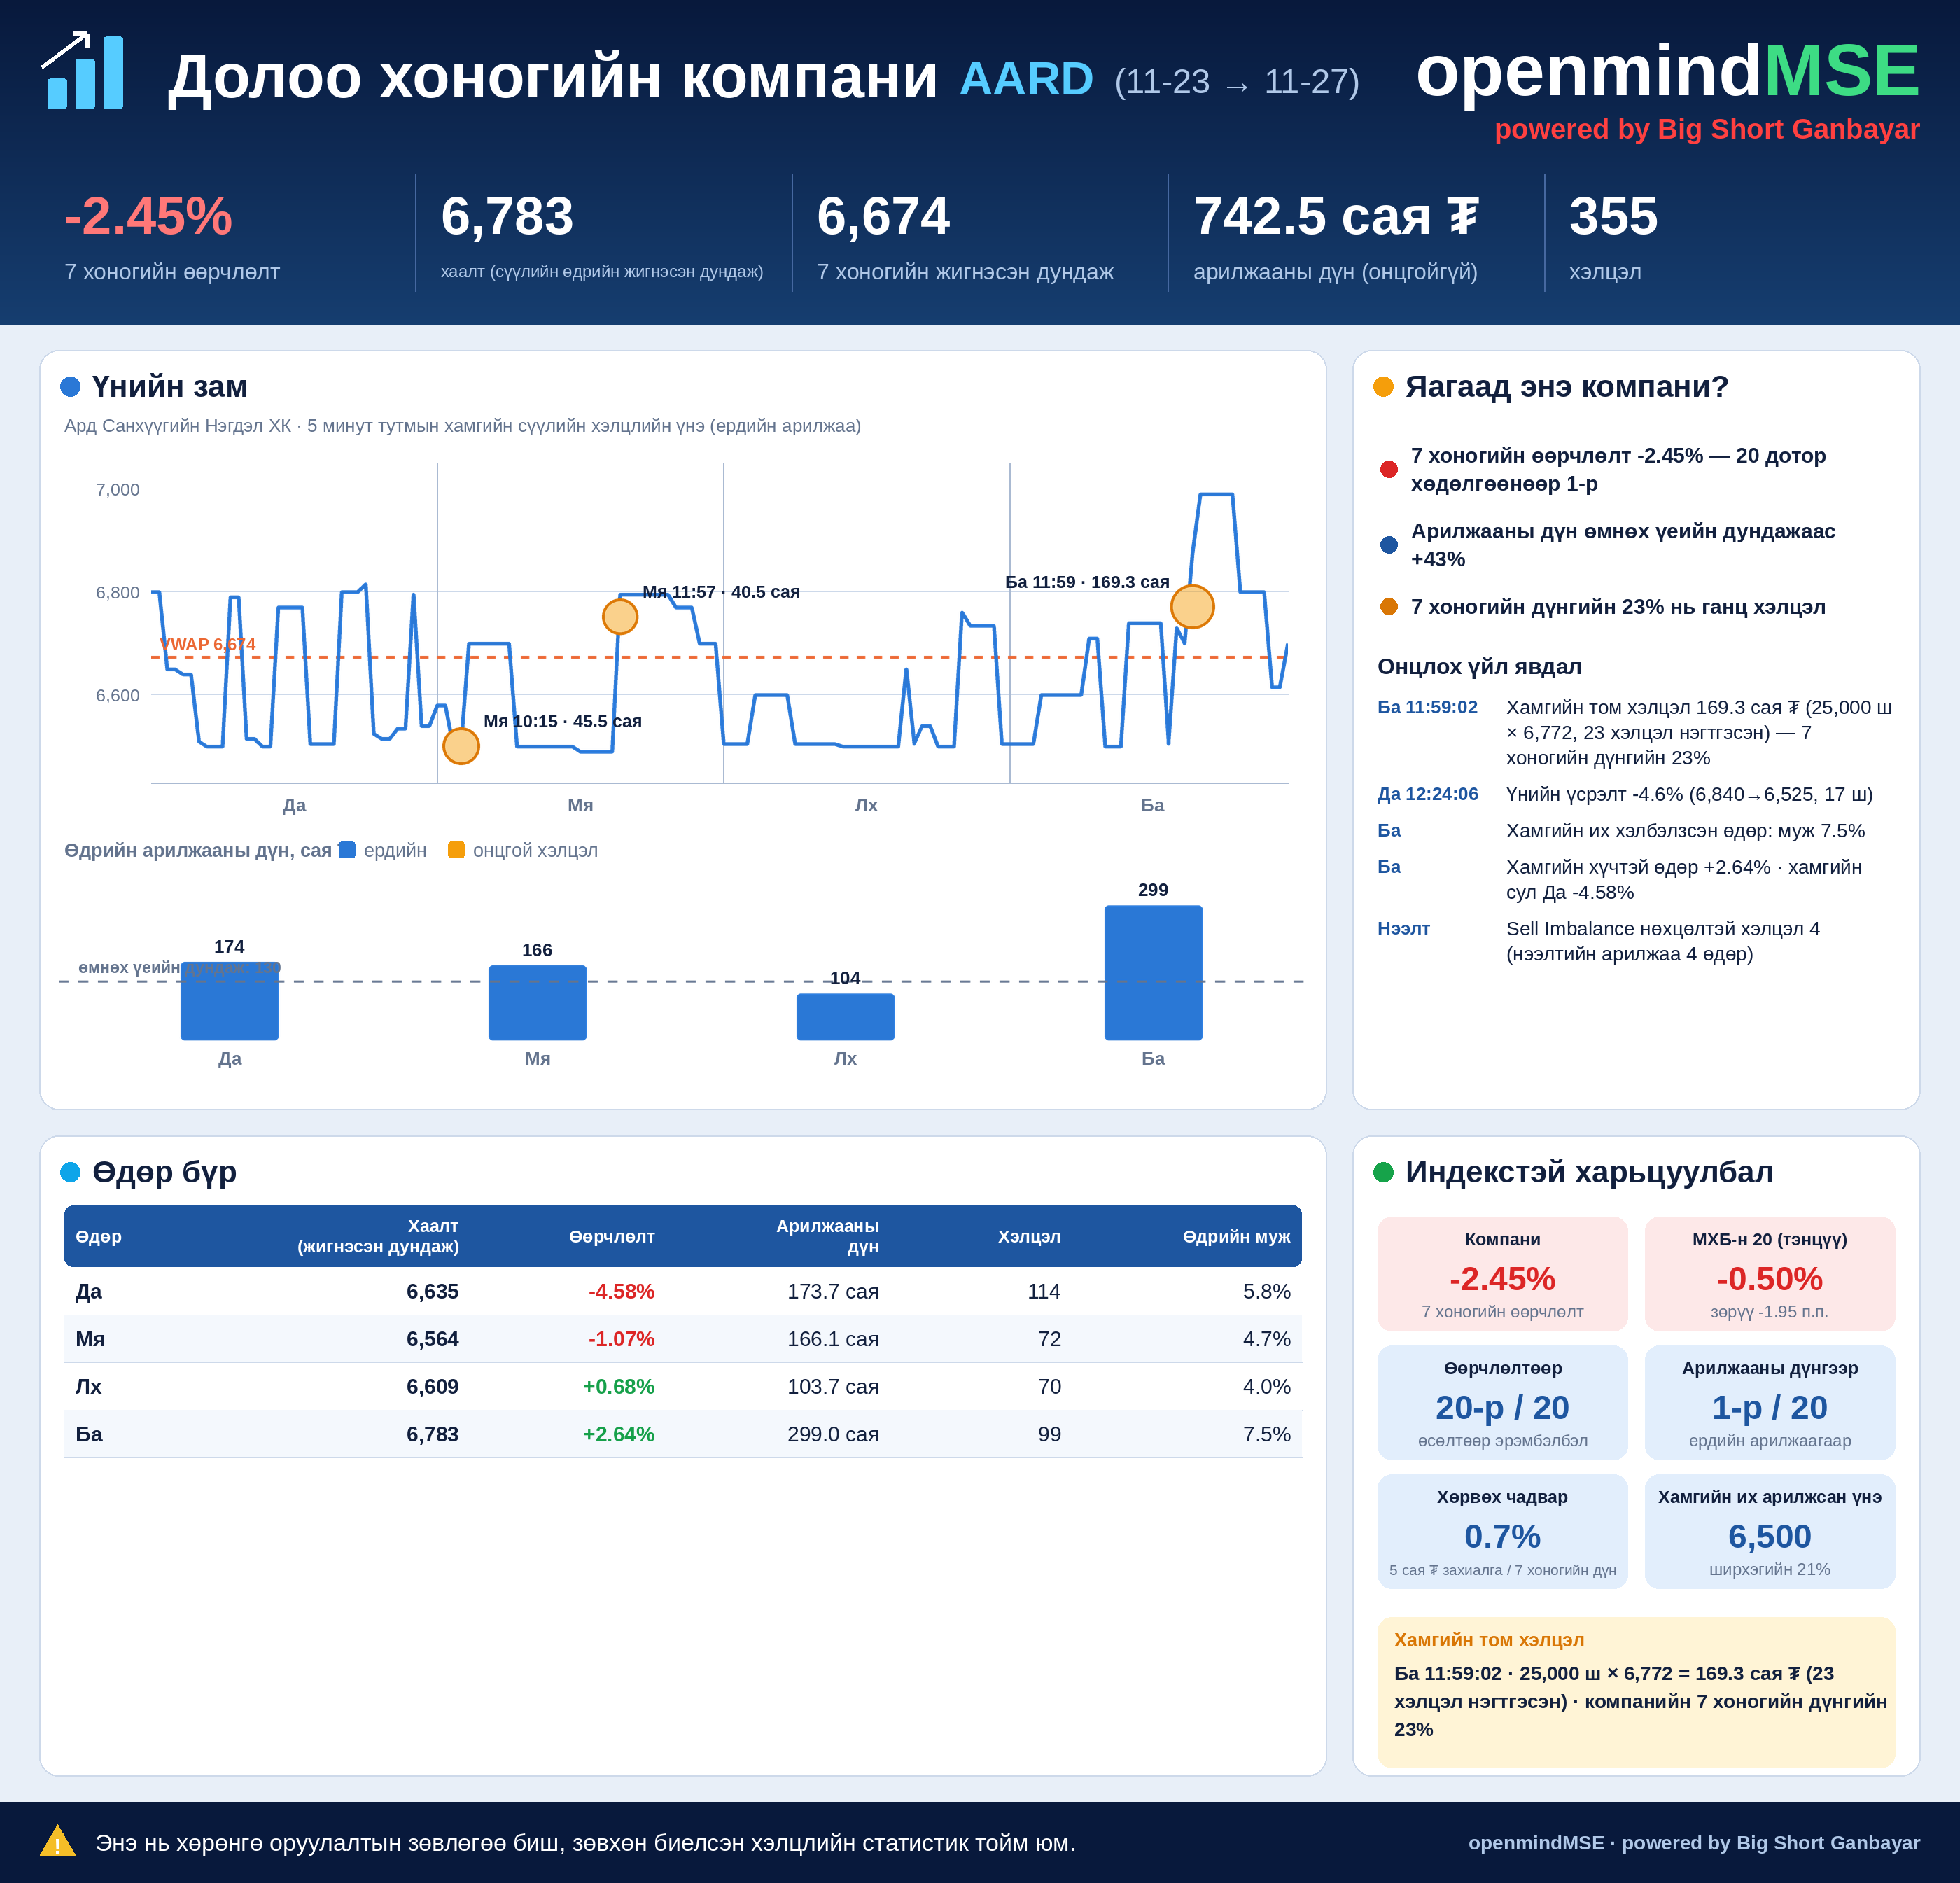 Долоо хоногийн компани AARD (11-23 → 11-27)
openmindMSE
powered by Big Short Ganbayar
-2.45%
7 хоногийн өөрчлөлт
6,783
хаалт (сүүлийн өдрийн жигнэсэн дундаж)
6,674
7 хоногийн жигнэсэн дундаж
742.5 сая ₮
арилжааны дүн (онцгойгүй)
355
хэлцэл
Үнийн зам
Ард Санхүүгийн Нэгдэл ХК · 5 минут тутмын хамгийн сүүлийн хэлцлийн үнэ (ердийн арилжаа)
7,000
6,800
6,600
VWAP 6,674
Мя 10:15 · 45.5 сая
Мя 11:57 · 40.5 сая
Ба 11:59 · 169.3 сая
Да
Мя
Лх
Ба
Өдрийн арилжааны дүн, сая
ердийн
онцгой хэлцэл
өмнөх үеийн дундаж: 130
174
166
104
299
Да
Мя
Лх
Ба
Яагаад энэ компани?
7 хоногийн өөрчлөлт -2.45% — 20 дотор
хөдөлгөөнөөр 1-р
Арилжааны дүн өмнөх үеийн дундажаас
+43%
7 хоногийн дүнгийн 23% нь ганц хэлцэл
Онцлох үйл явдал
Ба 11:59:02
Хамгийн том хэлцэл 169.3 сая ₮ (25,000 ш
× 6,772, 23 хэлцэл нэгтгэсэн) — 7
хоногийн дүнгийн 23%
Да 12:24:06
Үнийн үсрэлт -4.6% (6,840→6,525, 17 ш)
Ба
Хамгийн их хэлбэлзсэн өдөр: муж 7.5%
Ба
Хамгийн хүчтэй өдөр +2.64% · хамгийн
сул Да -4.58%
Нээлт
Sell Imbalance нөхцөлтэй хэлцэл 4
(нээлтийн арилжаа 4 өдөр)
Өдөр бүр
Өдөр
Хаалт
(жигнэсэн дундаж)
Өөрчлөлт
Арилжааны
дүн
Хэлцэл
Өдрийн муж
Да 6,635 -4.58% 173.7 сая 114 5.8%
Мя 6,564 -1.07% 166.1 сая 72 4.7%
Лх 6,609 +0.68% 103.7 сая 70 4.0%
Ба 6,783 +2.64% 299.0 сая 99 7.5%
Индекстэй харьцуулбал
Компани
-2.45%
7 хоногийн өөрчлөлт
МХБ-н 20 (тэнцүү)
-0.50%
зөрүү -1.95 п.п.
Өөрчлөлтөөр
20-р / 20
өсөлтөөр эрэмбэлбэл
Арилжааны дүнгээр
1-р / 20
ердийн арилжаагаар
Хөрвөх чадвар
0.7%
5 сая ₮ захиалга / 7 хоногийн дүн
Хамгийн их арилжсан үнэ
6,500
ширхэгийн 21%
Хамгийн том хэлцэл
Ба 11:59:02 · 25,000 ш × 6,772 = 169.3 сая ₮ (23
хэлцэл нэгтгэсэн) · компанийн 7 хоногийн дүнгийн
23%
Энэ нь хөрөнгө оруулалтын зөвлөгөө биш, зөвхөн биелсэн хэлцлийн статистик тойм юм.
openmindMSE · powered by Big Short Ganbayar